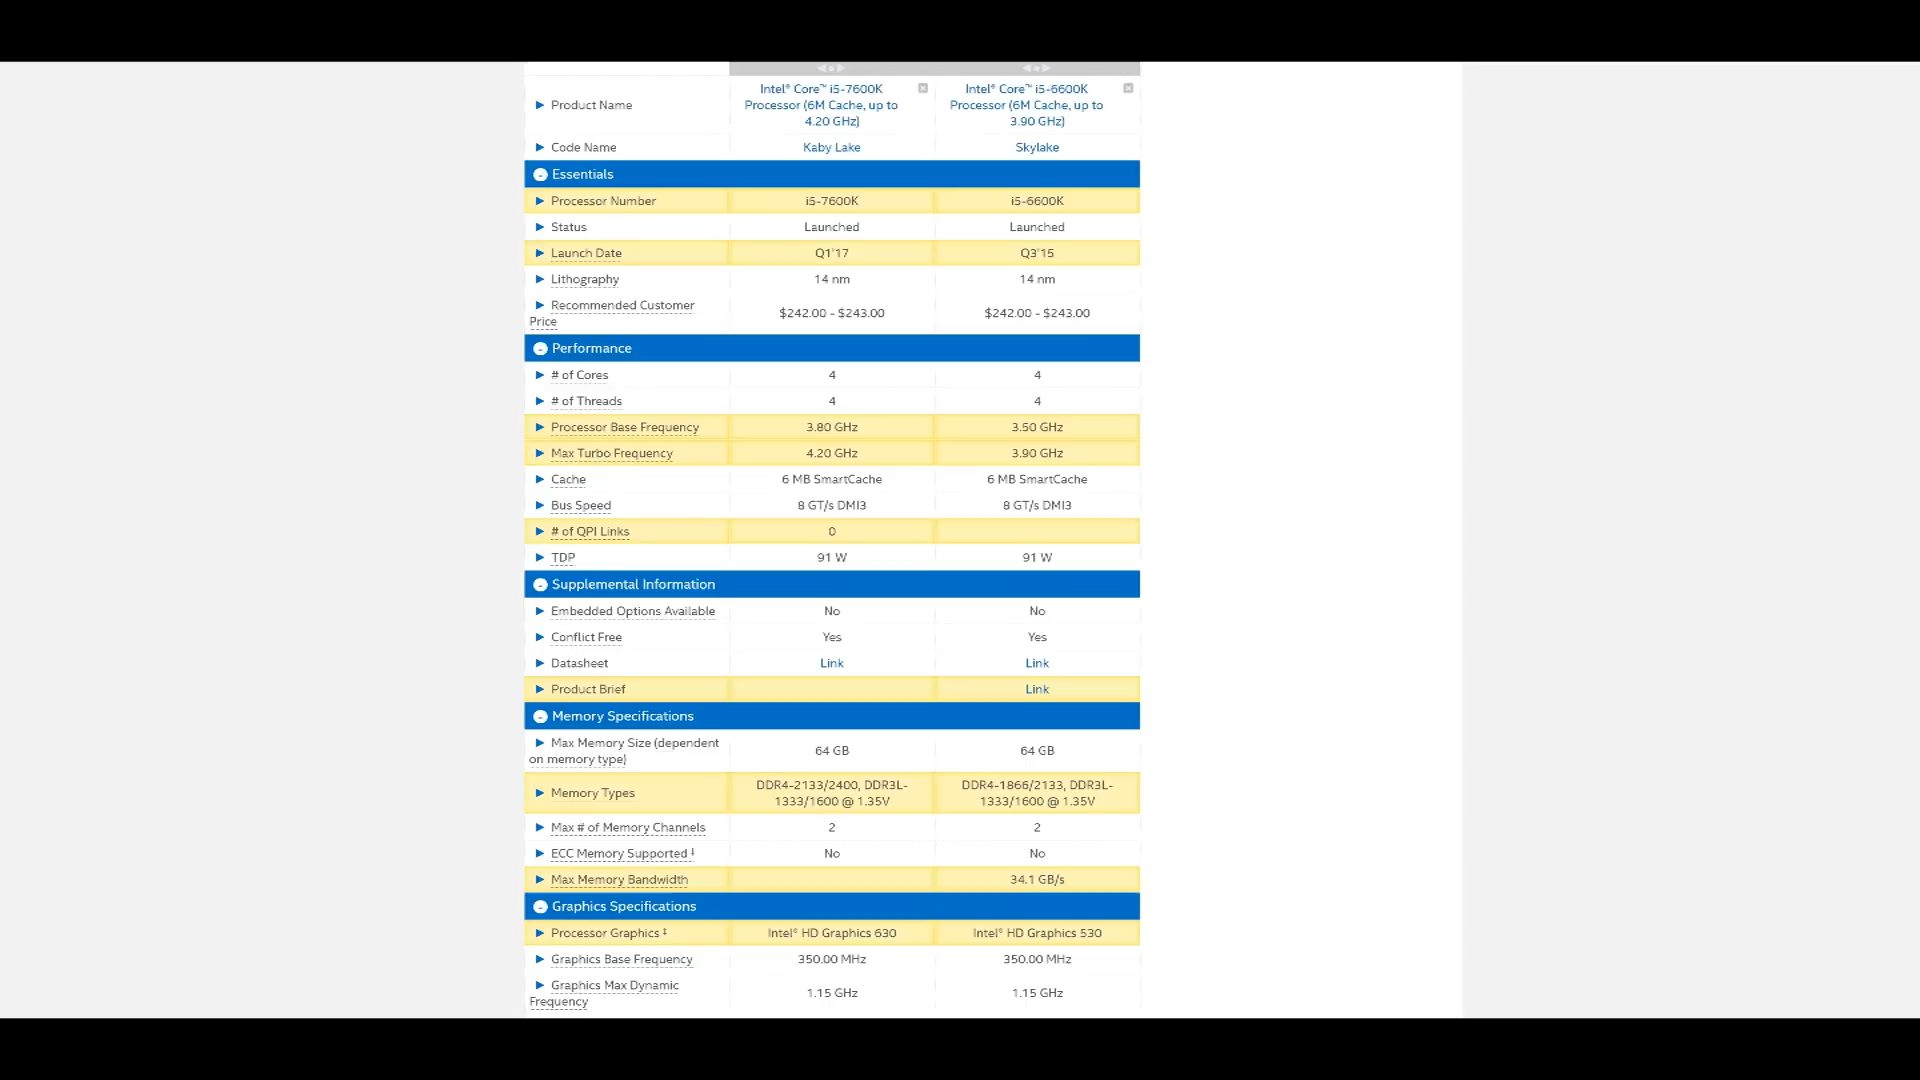 Intel® Core™ i5-7600K Intel® Core™ i5-6600K
Product Name Processor (6M Cache, up to Processor (6M Cache, up to
4.20 GHz) 3.90 GHz)
Code Name Kaby Lake Skylake
Essentials
Processor Number i5-7600K i5-6600K
Status Launched Launched
Launch Date Q1'17 Q3'15
Lithography 14 nm 14 nm
Recommended Customer
Price $242.00 - $243.00 $242.00 - $243.00
Performance
# of Cores 4 4
# of Threads 4 4
Processor Base Frequency 3.80 GHz 3.50 GHz
Max Turbo Frequency 4.20 GHz 3.90 GHz
Cache 6 MB SmartCache 6 MB SmartCache
Bus Speed 8 GT/s DMI3 8 GT/s DMI3
# of QPI Links 0
TDP 91 W 91 W
Supplemental Information
Embedded Options Available No No
Conflict Free Yes Yes
Datasheet Link Link
Product Brief Link
Memory Specifications
Max Memory Size (dependent
on memory type) 64 GB 64 GB
Memory Types DDR4-2133/2400, DDR3L- DDR4-1866/2133, DDR3L-
1333/1600 @ 1.35V 1333/1600 @ 1.35V
Max # of Memory Channels 2 2
ECC Memory Supported ‡ No No
Max Memory Bandwidth 34.1 GB/s
Graphics Specifications
Processor Graphics ‡ Intel® HD Graphics 630 Intel® HD Graphics 530
Graphics Base Frequency 350.00 MHz 350.00 MHz
Graphics Max Dynamic
Frequency 1.15 GHz 1.15 GHz